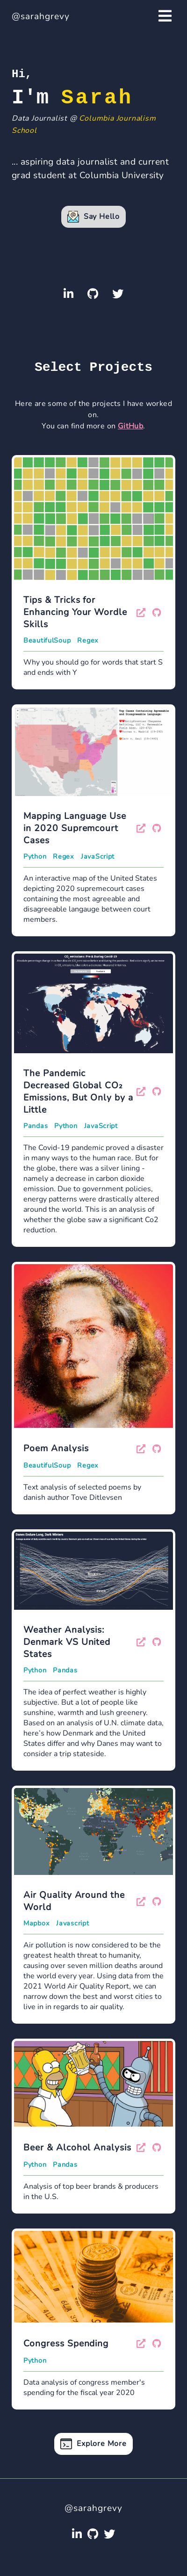 @sarahgrevy
Hi,
I'm Sarah
Data Journalist @ Columbia Journalism
School
... aspiring data journalist and current
grad student at Columbia University
Say Hello
Select Projects
Here are some of the projects I have worked
on.
You can find more on GitHub.
Tips & Tricks for
Enhancing Your Wordle
Skills
BeautifulSoup Regex
Why you should go for words that start S
and ends with Y
Mapping Language Use
in 2020 Supremcourt
Cases
Python Regex JavaScript
An interactive map of the United States
depicting 2020 supremecourt cases
containing the most agreeable and
disagreeable langauge between court
members.
The Pandemic
Decreased Global CO₂
Emissions, But Only by a
Little
Pandas Python JavaScript
The Covid-19 pandemic proved a disaster
in many ways to the human race. But for
the globe, there was a silver lining -
namely a decrease in carbon dioxide
emission. Due to government policies,
energy patterns were drastically altered
around the world. This is an analysis of
whether the globe saw a significant Co2
reduction.
Poem Analysis
BeautifulSoup Regex
Text analysis of selected poems by
danish author Tove Ditlevsen
Weather Analysis:
Denmark VS United
States
Python Pandas
The idea of perfect weather is highly
subjective. But a lot of people like
sunshine, warmth and lush greenery.
Based on an analysis of U.N. climate data,
here's how Denmark and the United
States differ and why Danes may want to
consider a trip stateside.
Air Quality Around the
World
Mapbox Javascript
Air pollution is now considered to be the
greatest health threat to humanity,
causing over seven million deaths around
the world every year. Using data from the
2021 World Air Quality Report, we can
narrow down the best and worst cities to
live in in regards to air quality.
Beer & Alcohol Analysis
Python Pandas
Analysis of top beer brands & producers
in the U.S.
Congress Spending
Python
Data analysis of congress member's
spending for the fiscal year 2020
Explore More
@sarahgrevy